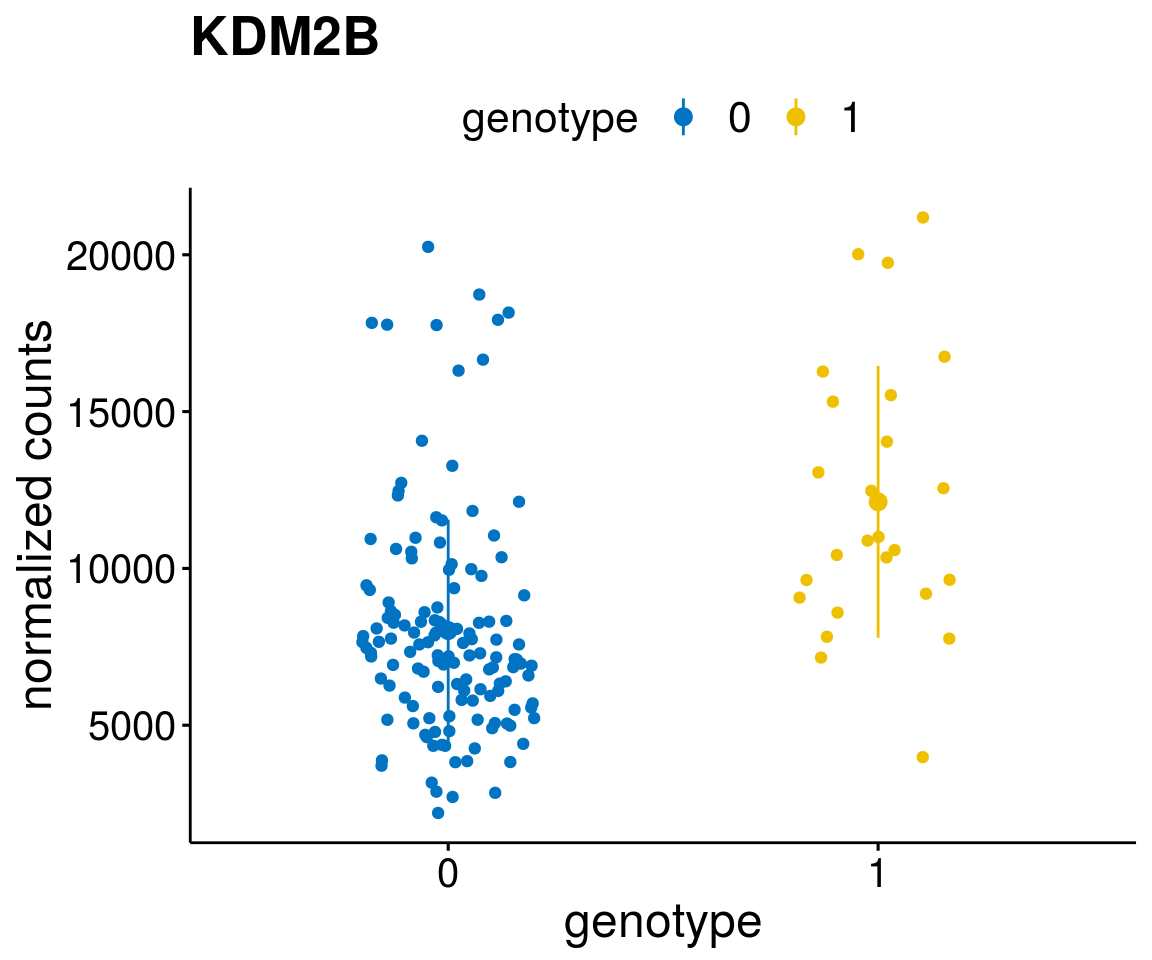 KDM2B
genotype 0 1
normalized counts
20000
15000
10000
5000
0 1
genotype